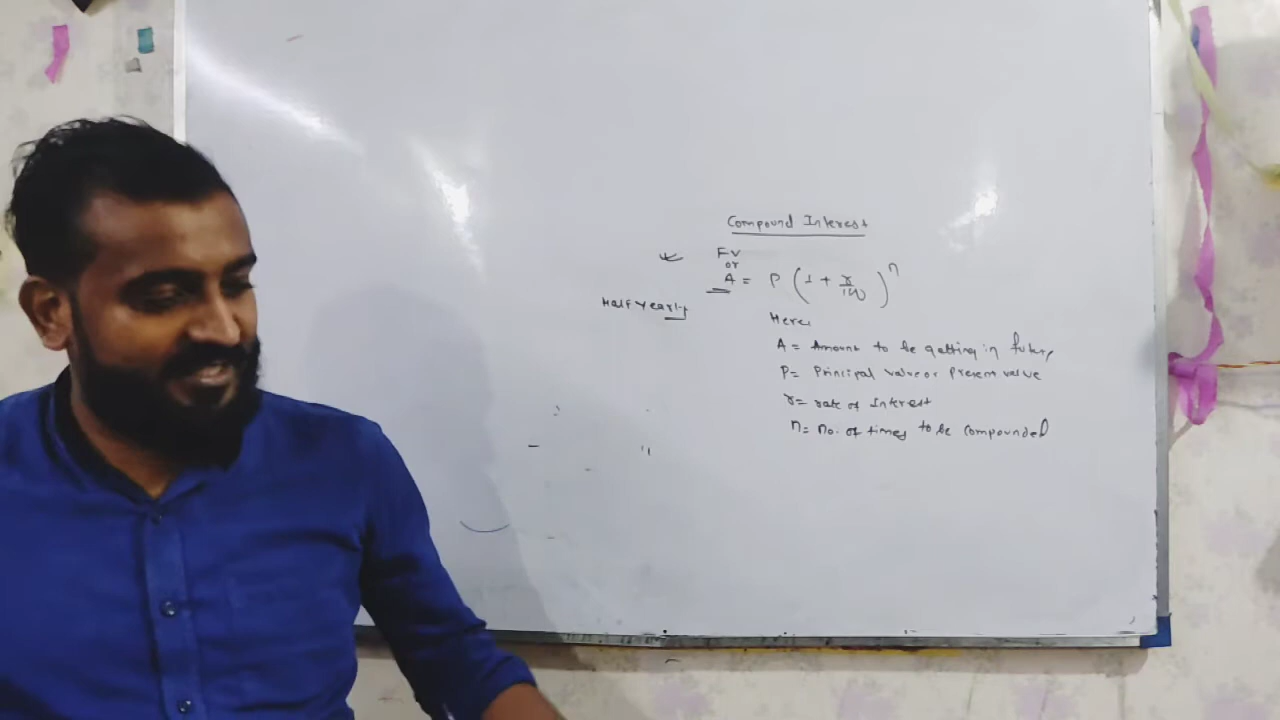 Compound Interest
FV
or
A = P (1 + r/100)^n
Half Yearly
Here,
A = Amount to be getting in future,
P = Principal value or Present value
r = rate of Interest
n = no. of times to be compounded